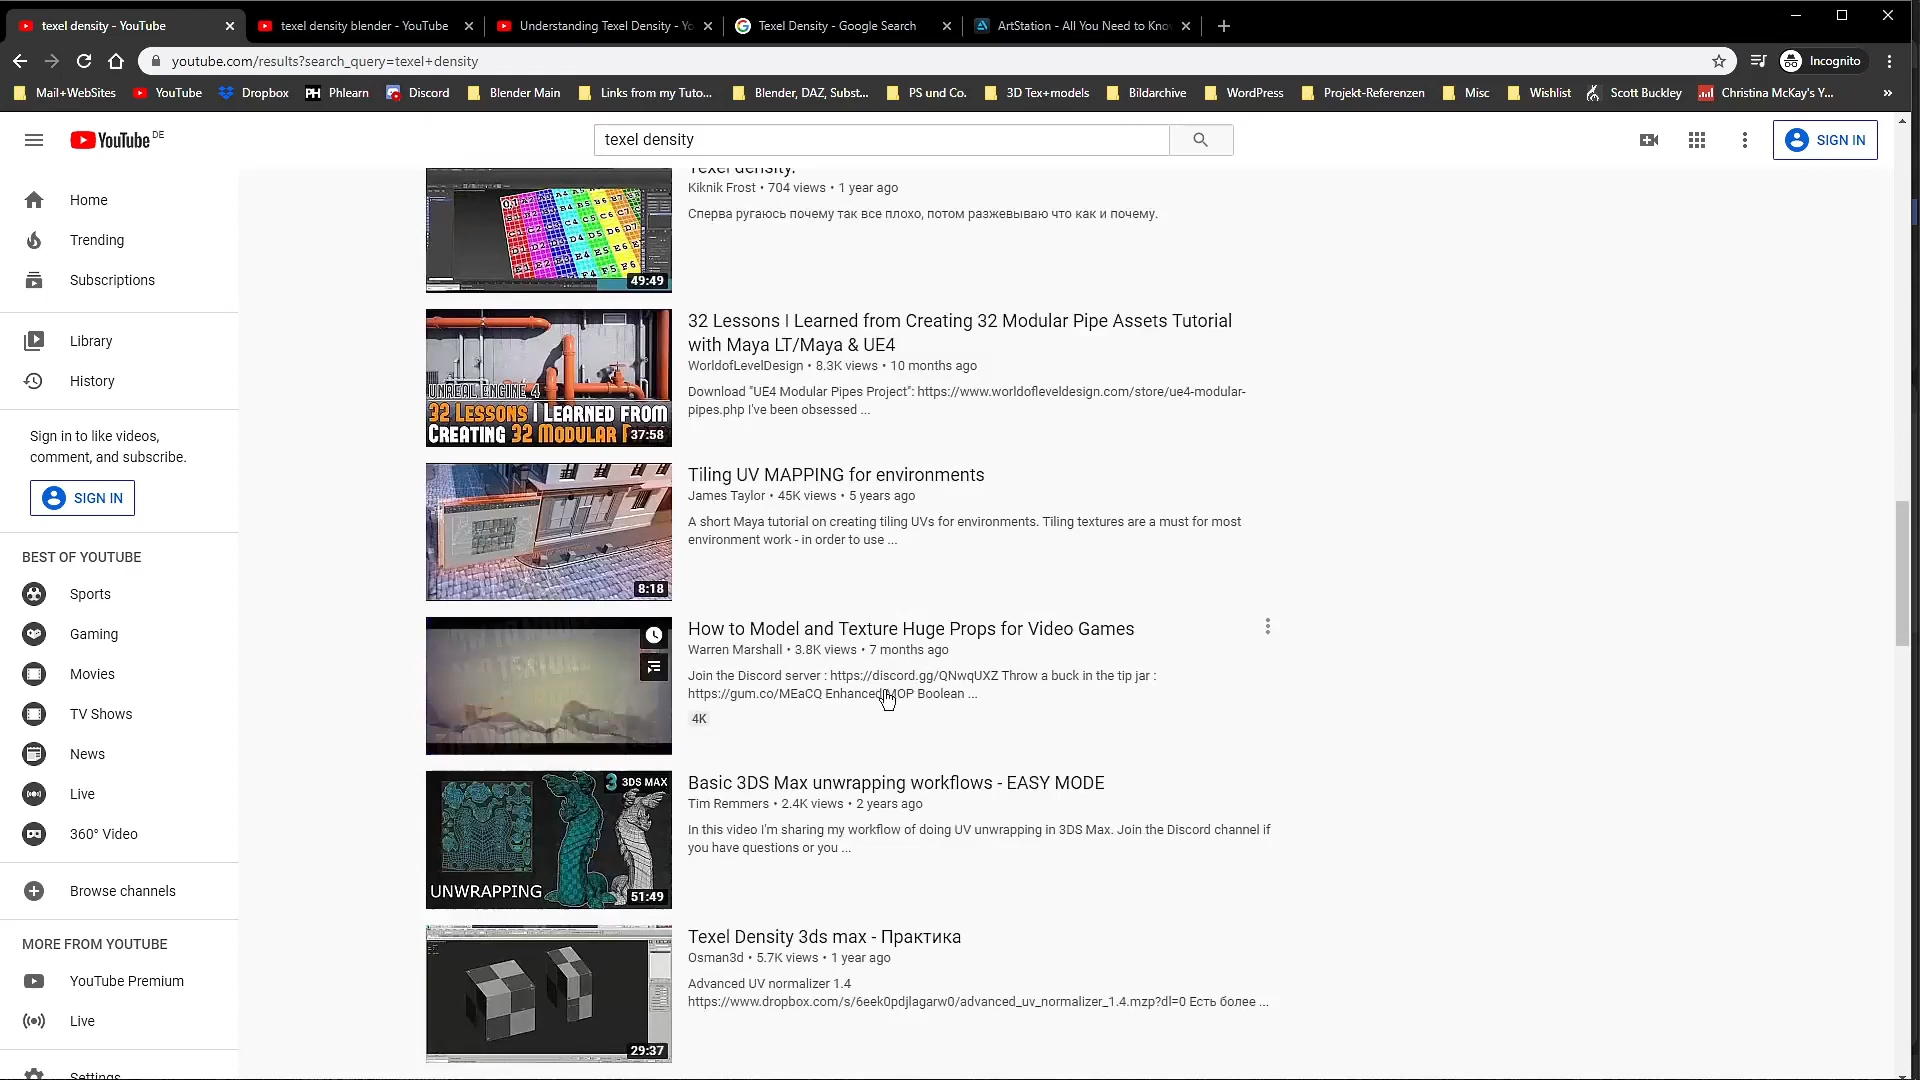 texel density - YouTube
texel density blender - YouTube
Understanding Texel Density - Yo
Texel Density - Google Search
ArtStation - All You Need to Kno
youtube.com/results?search_query=texel+density
Incognito
Mail+WebSites
YouTube
Dropbox
PH Phlearn
Discord
Blender Main
Links from my Tuto...
Blender, DAZ, Subst...
PS und Co.
3D Tex+models
Bildarchive
WordPress
Projekt-Referenzen
Misc
Wishlist
Scott Buckley
Christina McKay's Y...
YouTube DE
texel density
SIGN IN
Home
Trending
Subscriptions
Library
History
Sign in to like videos,
comment, and subscribe.
SIGN IN
BEST OF YOUTUBE
Sports
Gaming
Movies
TV Shows
News
Live
360° Video
Browse channels
MORE FROM YOUTUBE
YouTube Premium
Live
Settings
Texel density.
Kiknik Frost • 704 views • 1 year ago
Сперва ругаюсь почему так все плохо, потом разжевываю что как и почему.
49:49
32 Lessons I Learned from Creating 32 Modular Pipe Assets Tutorial
with Maya LT/Maya & UE4
WorldofLevelDesign • 8.3K views • 10 months ago
Download "UE4 Modular Pipes Project": https://www.worldofleveldesign.com/store/ue4-modular-
pipes.php I've been obsessed ...
UNREAL ENGINE 4
32 LESSONS I LEARNED FROM
CREATING 32 MODULAR
37:58
Tiling UV MAPPING for environments
James Taylor • 45K views • 5 years ago
A short Maya tutorial on creating tiling UVs for environments. Tiling textures are a must for most
environment work - in order to use ...
8:18
How to Model and Texture Huge Props for Video Games
Warren Marshall • 3.8K views • 7 months ago
Join the Discord server : https://discord.gg/QNwqUXZ Throw a buck in the tip jar :
https://gum.co/MEaCQ Enhanced MOP Boolean ...
4K
Basic 3DS Max unwrapping workflows - EASY MODE
Tim Remmers • 2.4K views • 2 years ago
In this video I'm sharing my workflow of doing UV unwrapping in 3DS Max. Join the Discord channel if
you have questions or you ...
3 3DS MAX
UNWRAPPING
51:49
Texel Density 3ds max - Практика
Osman3d • 5.7K views • 1 year ago
Advanced UV normalizer 1.4
https://www.dropbox.com/s/6eek0pdjlagarw0/advanced_uv_normalizer_1.4.mzp?dl=0 Есть более ...
29:37